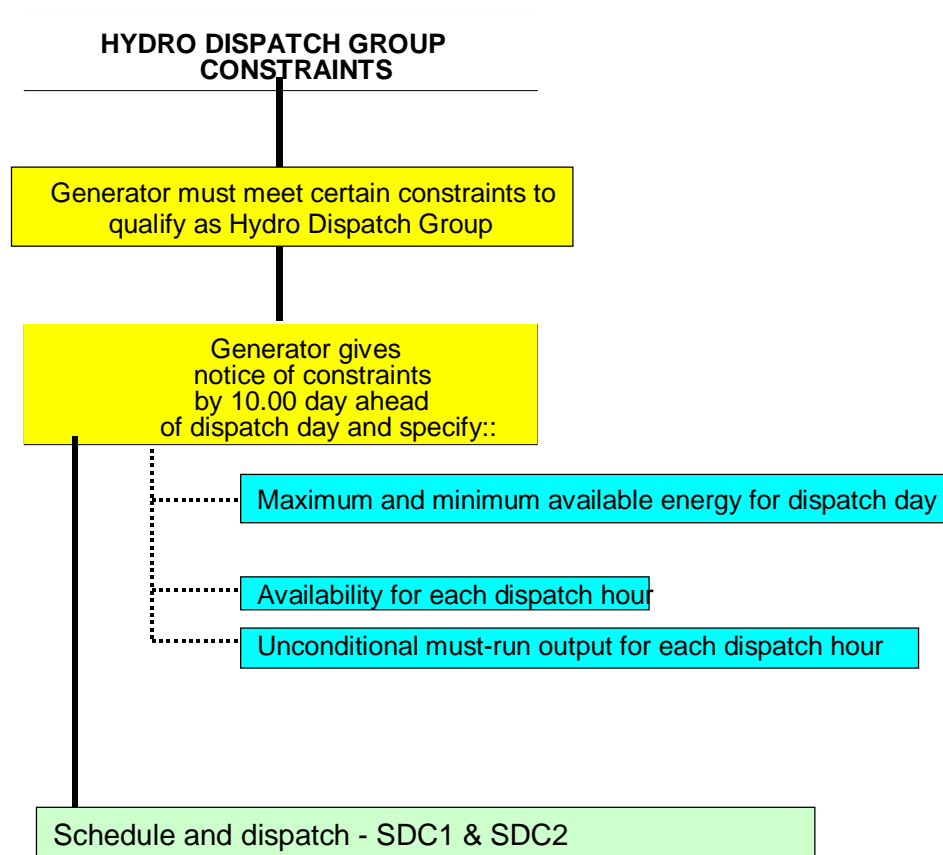 HYDRO DISPATCH GROUP
CONSTRAINTS
Generator must meet certain constraints to
qualify as Hydro Dispatch Group
Generator gives
notice of constraints
by 10.00 day ahead
of dispatch day and specify::
Maximum and minimum available energy for dispatch day
Availability for each dispatch hour
Unconditional must-run output for each dispatch hour
Schedule and dispatch - SDC1 & SDC2